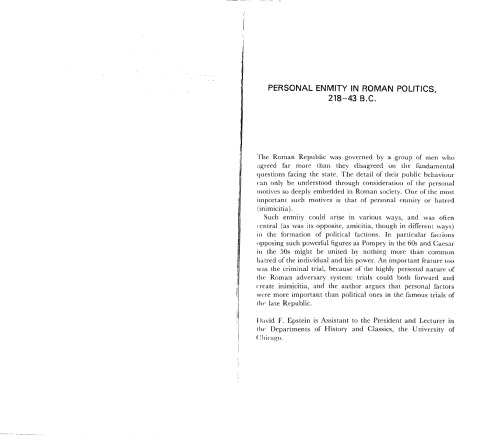 PERSONAL ENMITY IN ROMAN POLITICS,
218–43 B.C.
The Roman Republic was governed by a group of men who
agreed far more than they disagreed on the fundamental
questions facing the state. The detail of their public behaviour
can only be understood through consideration of the personal
motives so deeply embedded in Roman society. One of the most
important such motives is that of personal enmity or hatred
(inimicitia).
Such enmity could arise in various ways, and was often
central (as was its opposite, amicitia, though in different ways)
in the formation of political factions. In particular factions
opposing such powerful figures as Pompey in the 60s and Caesar
in the 50s might be united by nothing more than common
hatred of the individual and his power. An important feature too
was the criminal trial, because of the highly personal nature of
the Roman adversary system: trials could both forward and
create inimicitia, and the author argues that personal factors
were more important than political ones in the famous trials of
the late Republic.
David F. Epstein is Assistant to the President and Lecturer in
the Departments of History and Classics, the University of
Chicago.